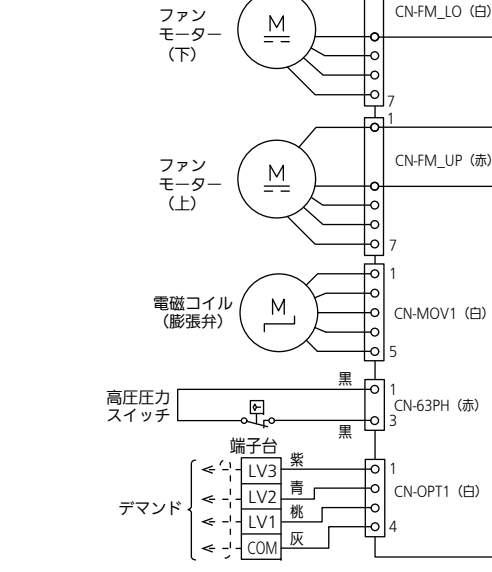 ファン
モーター
（下）
M
CN-FM_LO（白）
7
1
ファン
モーター
（上）
M
CN-FM_UP（赤）
7
電磁コイル
（膨張弁）
M
1
CN-MOV1（白）
5
高圧圧力
スイッチ
黒
黒
1
CN-63PH（赤）
3
端子台
デマンド
LV3
紫
LV2
青
LV1
桃
COM
灰
1
CN-OPT1（白）
4